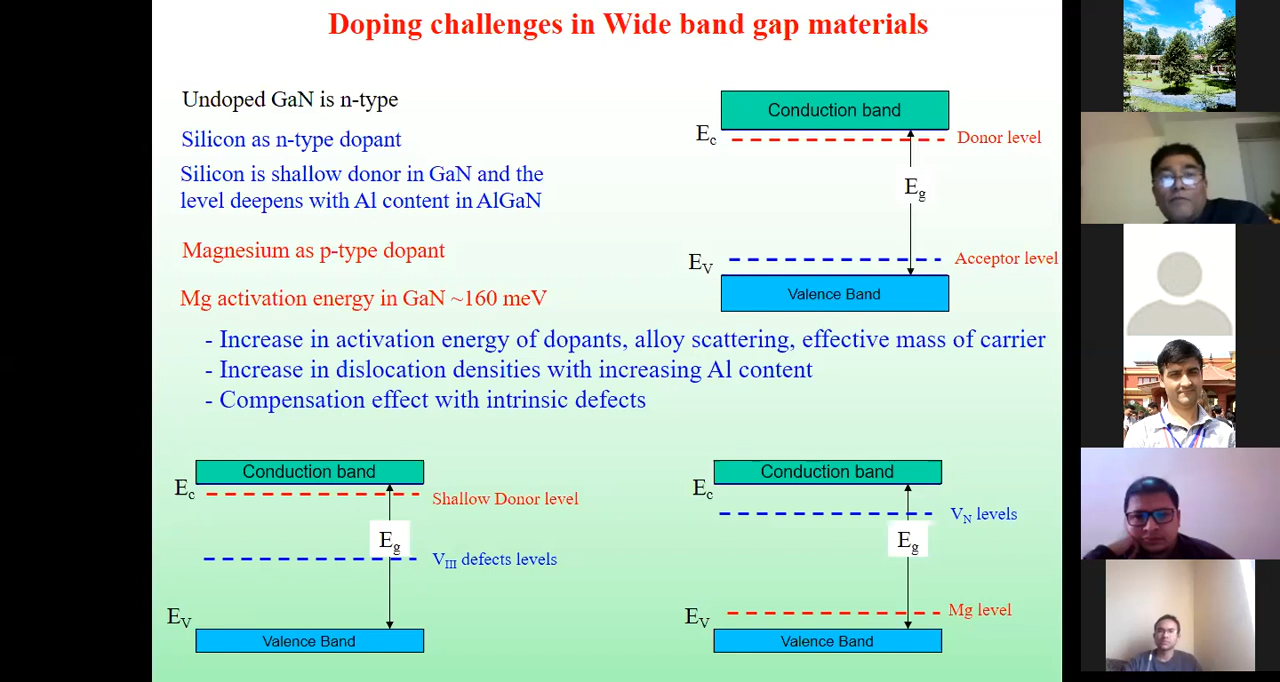 Doping challenges in Wide band gap materials
Undoped GaN is n-type
Silicon as n-type dopant
Silicon is shallow donor in GaN and the
level deepens with Al content in AlGaN
Magnesium as p-type dopant
Mg activation energy in GaN ~160 meV
Conduction band
Ec
Donor level
Eg
EV
Acceptor level
Valence Band
- Increase in activation energy of dopants, alloy scattering, effective mass of carrier
- Increase in dislocation densities with increasing Al content
- Compensation effect with intrinsic defects
Conduction band
Ec
Shallow Donor level
Eg
VIII defects levels
EV
Valence Band
Conduction band
Ec
VN levels
Eg
EV
Mg level
Valence Band